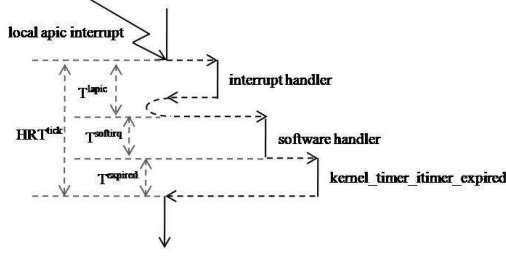 local apic interrupt
interrupt handler
T^lapic
HRT^tick
T^softirq
software handler
T^expired
kernel_timer_itimer_expired